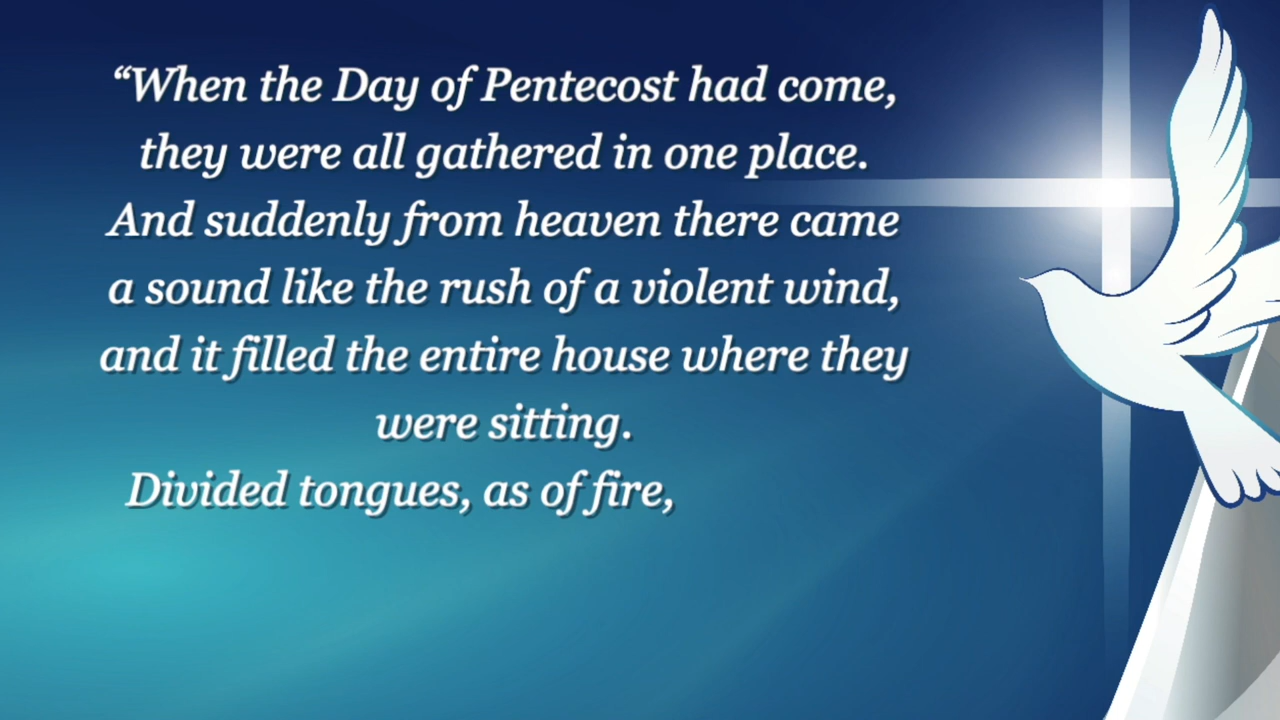 “When the Day of Pentecost had come,
they were all gathered in one place.
And suddenly from heaven there came
a sound like the rush of a violent wind,
and it filled the entire house where they
were sitting.
Divided tongues, as of fire,